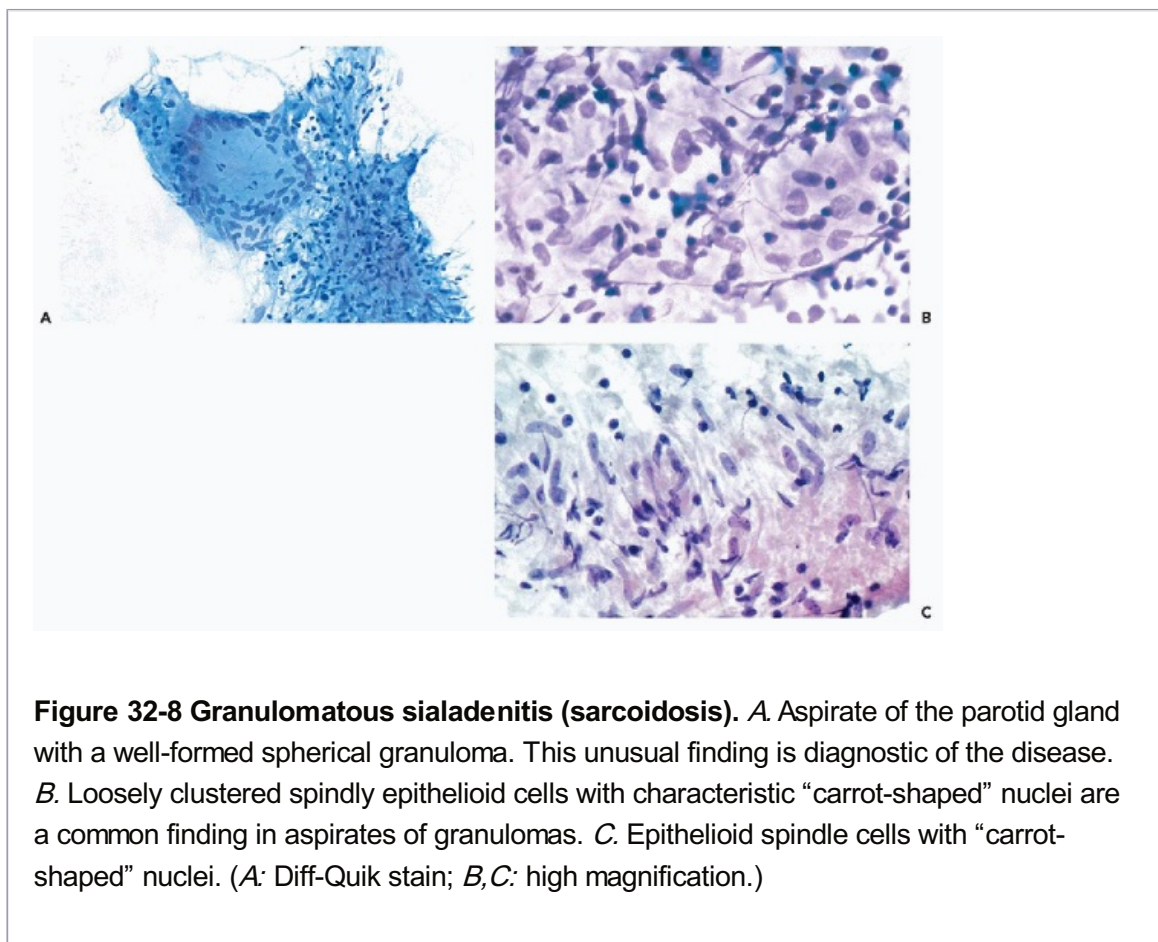 A
B
C
Figure 32-8 Granulomatous sialadenitis (sarcoidosis). A. Aspirate of the parotid gland
with a well-formed spherical granuloma. This unusual finding is diagnostic of the disease.
B. Loosely clustered spindly epithelioid cells with characteristic “carrot-shaped” nuclei are
a common finding in aspirates of granulomas. C. Epithelioid spindle cells with “carrot-
shaped” nuclei. (A: Diff-Quik stain; B,C: high magnification.)